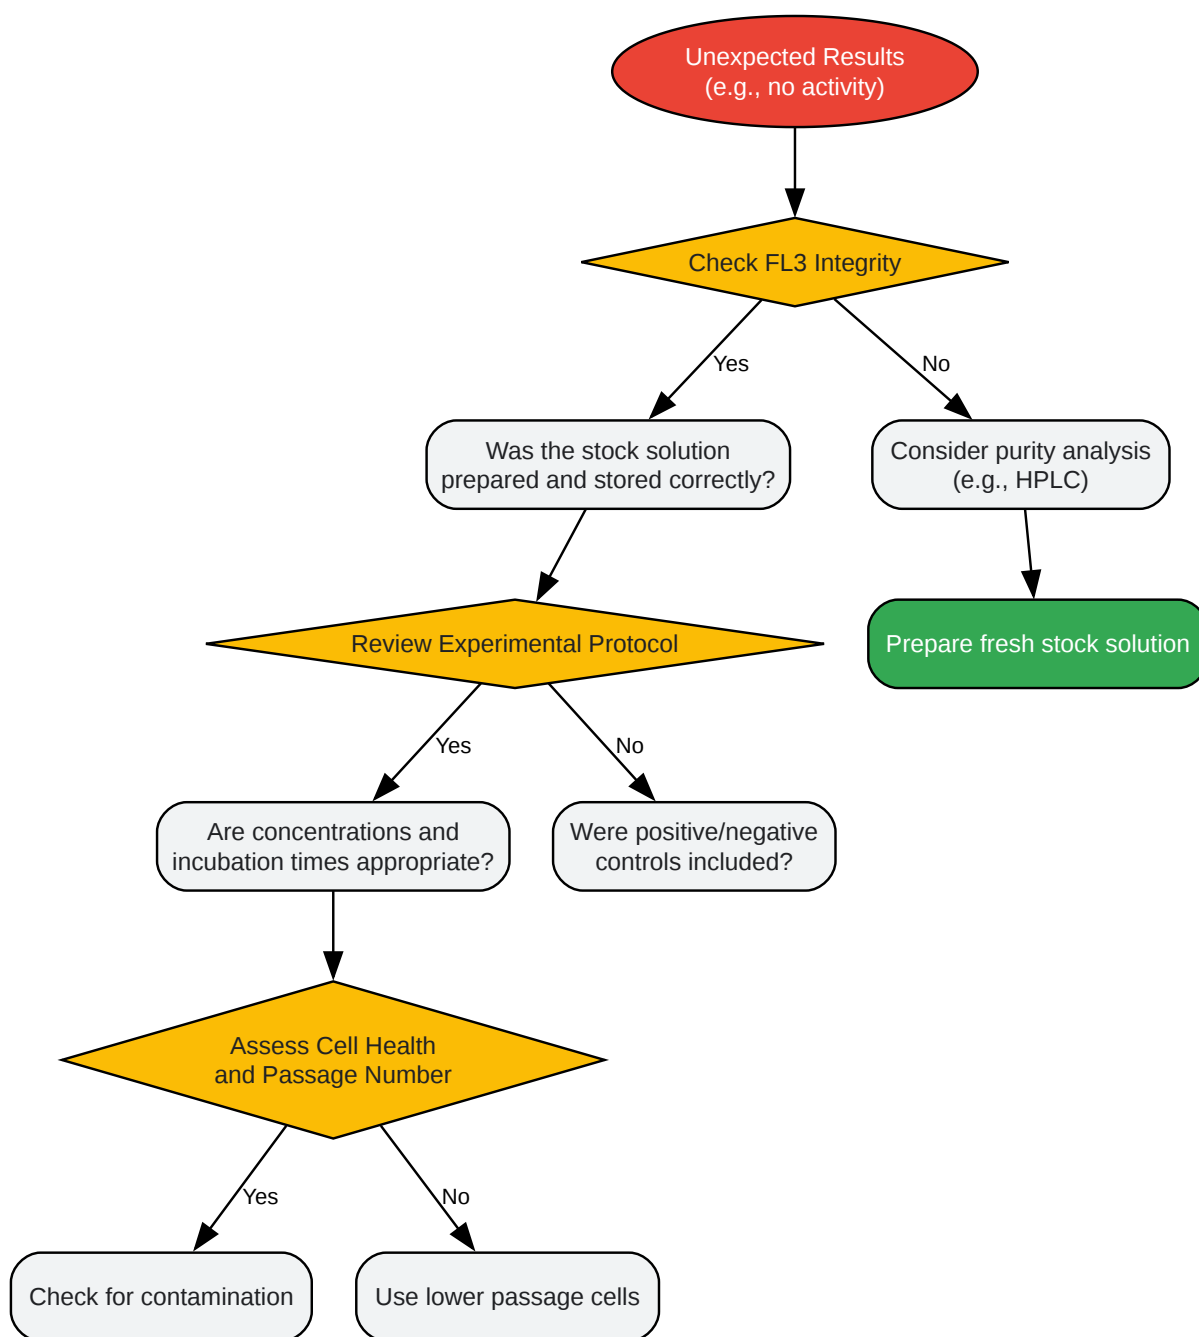 Unexpected Results
(e.g., no activity)
Check FL3 Integrity
Yes
No
Was the stock solution
prepared and stored correctly?
Consider purity analysis
(e.g., HPLC)
Review Experimental Protocol
Prepare fresh stock solution
Yes
No
Are concentrations and
incubation times appropriate?
Were positive/negative
controls included?
Assess Cell Health
and Passage Number
Yes
No
Check for contamination
Use lower passage cells